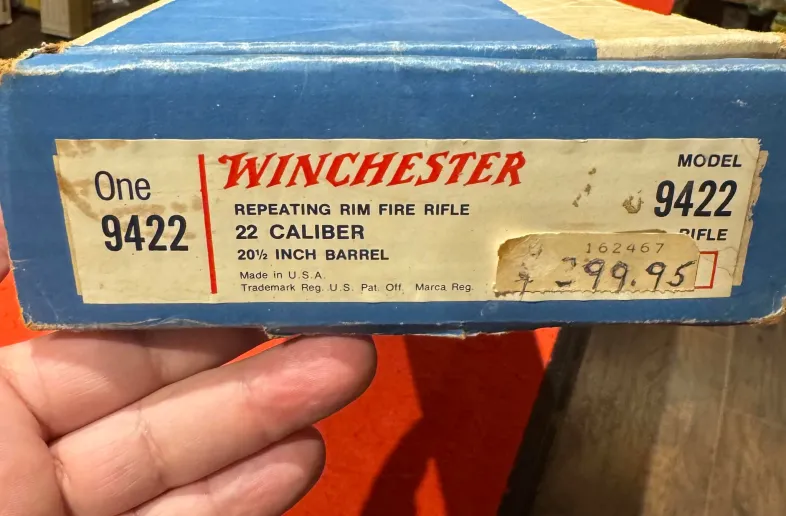 One
9422
WINCHESTER
REPEATING RIM FIRE RIFLE
22 CALIBER
20½ INCH BARREL
Made in U.S.A.
Trademark Reg. U.S. Pat. Off. Marca Reg.
MODEL
9422
RIFLE
162467
99.95